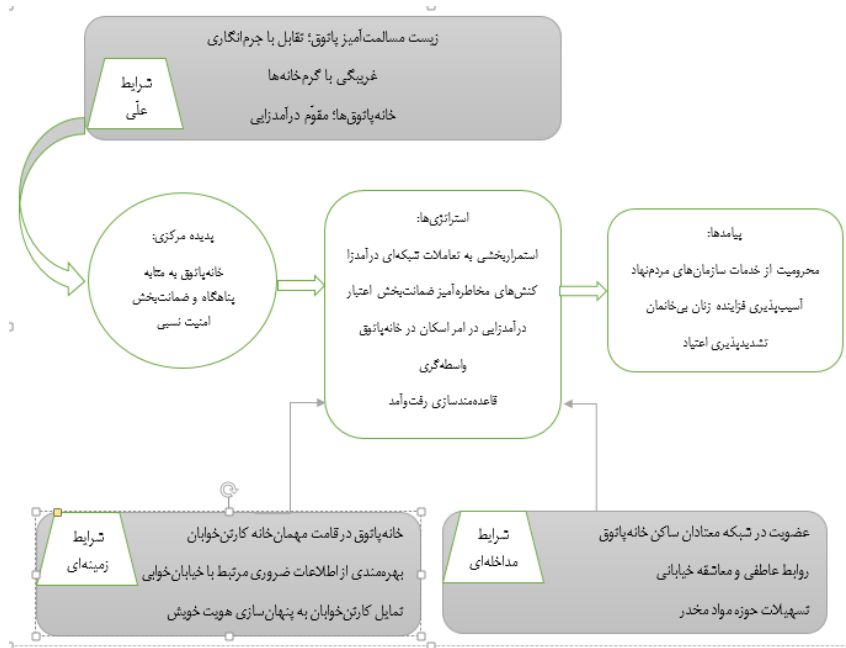 زیست مسالمت‌آمیز پاتوق؛ تقابل با جرم‌انگاری
غریبگی با گرم‌خانه‌ها
خانه‌پاتوق‌ها؛ مقوّم درآمدزایی
شرایط
علّی
پدیده مرکزی:
خانه‌پاتوق به مثابه
پناهگاه و ضمانت‌بخش
امنیت نسبی
استراتژی‌ها:
استمراربخشی به تعاملات شبکه‌ای درآمدزا
کنش‌های مخاطره‌آمیز ضمانت‌بخش اعتبار
درآمدزایی در امر اسکان در خانه‌پاتوق
واسطه‌گری
قاعده‌مندسازی رفت‌وآمد
پیامدها:
محرومیت از خدمات سازمان‌های مردم‌نهاد
آسیب‌پذیری فزاینده زنان بی‌خانمان
تشدیدپذیری اعتیاد
خانه‌پاتوق در قامت مهمان‌خانه کارتن‌خوابان
بهره‌مندی از اطلاعات ضروری مرتبط با خیابان‌خوابی
تمایل کارتن‌خوابان به پنهان‌سازی هویت خویش
شرایط
زمینه‌ای
عضویت در شبکه معتادان ساکن خانه‌پاتوق
روابط عاطفی و معاشقه خیابانی
تسهیلات حوزه مواد مخدر
شرایط
مداخله‌ای